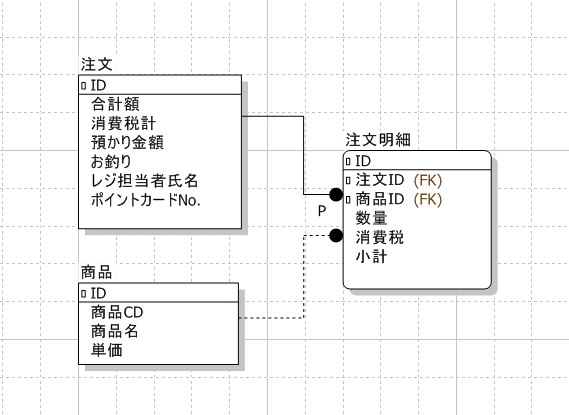 注文
ID
合計額
消費税計
預かり金額
お釣り
レジ担当者氏名
ポイントカードNo.
注文明細
ID
注文ID (FK)
商品ID (FK)
数量
消費税
小計
P
商品
ID
商品CD
商品名
単価